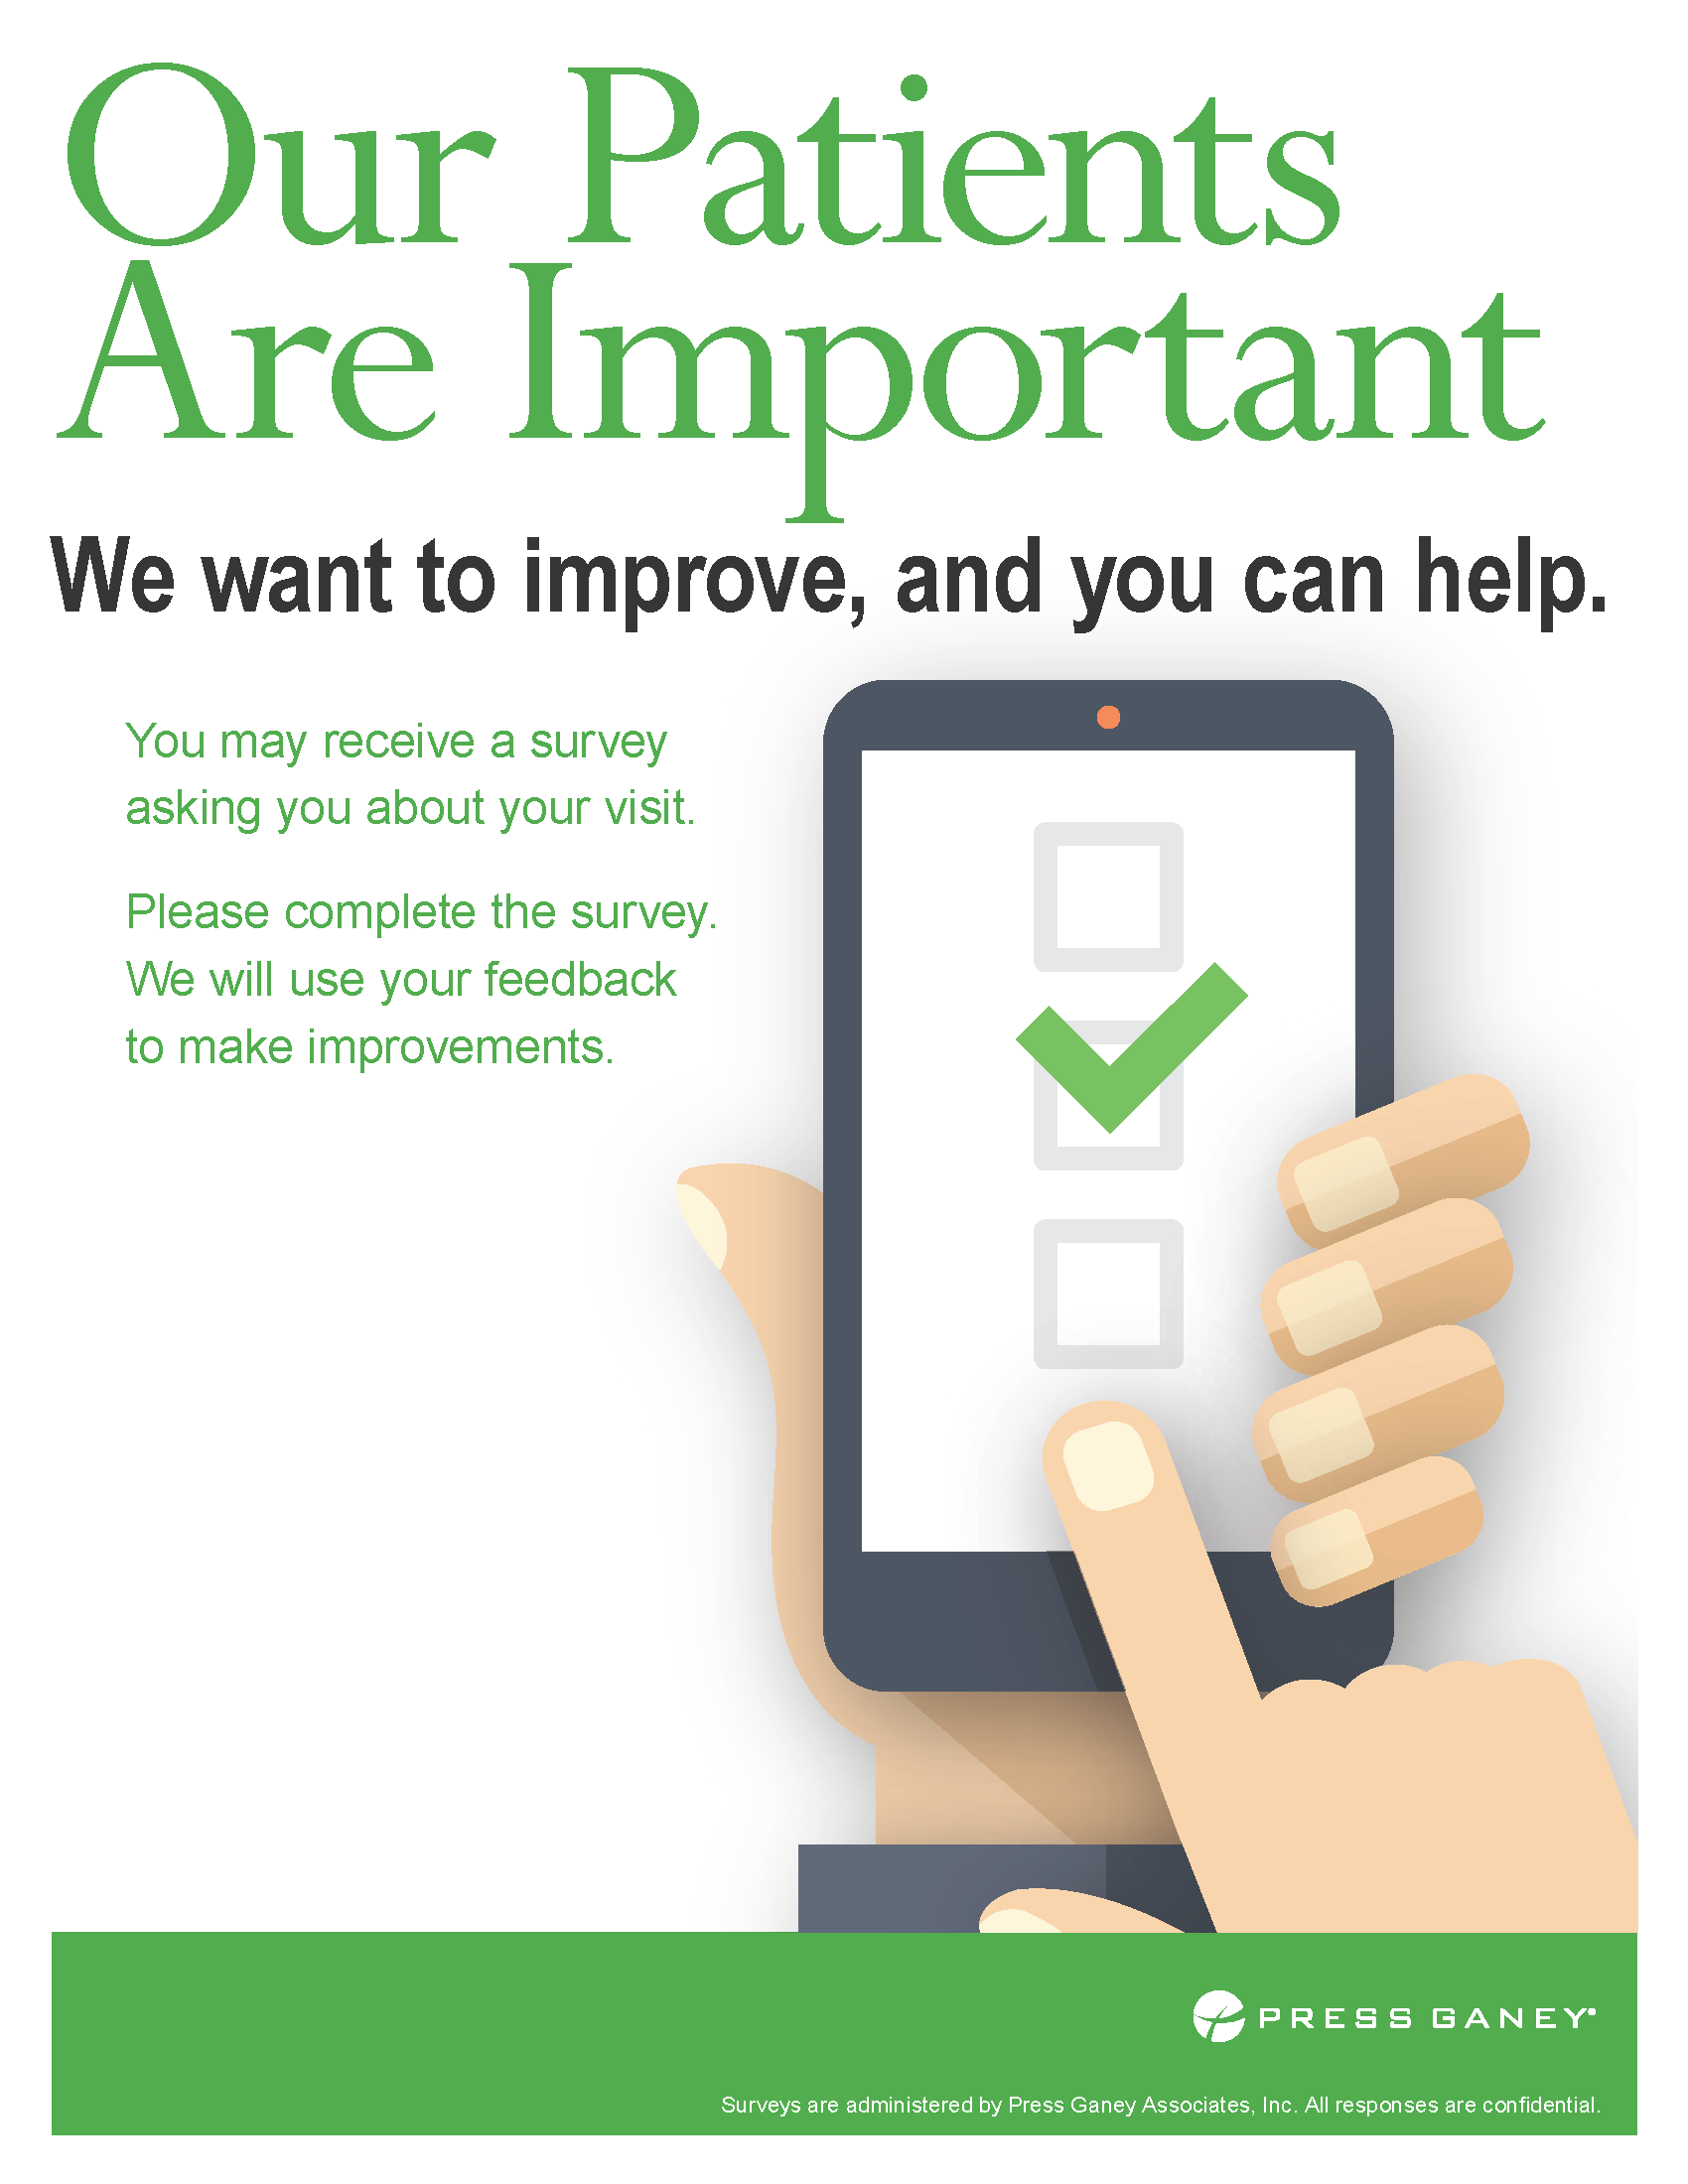 Our Patients
Are Important
We want to improve, and you can help.
You may receive a survey
asking you about your visit.
Please complete the survey.
We will use your feedback
to make improvements.
PRESS GANEY
Surveys are administered by Press Ganey Associates, Inc. All responses are confidential.